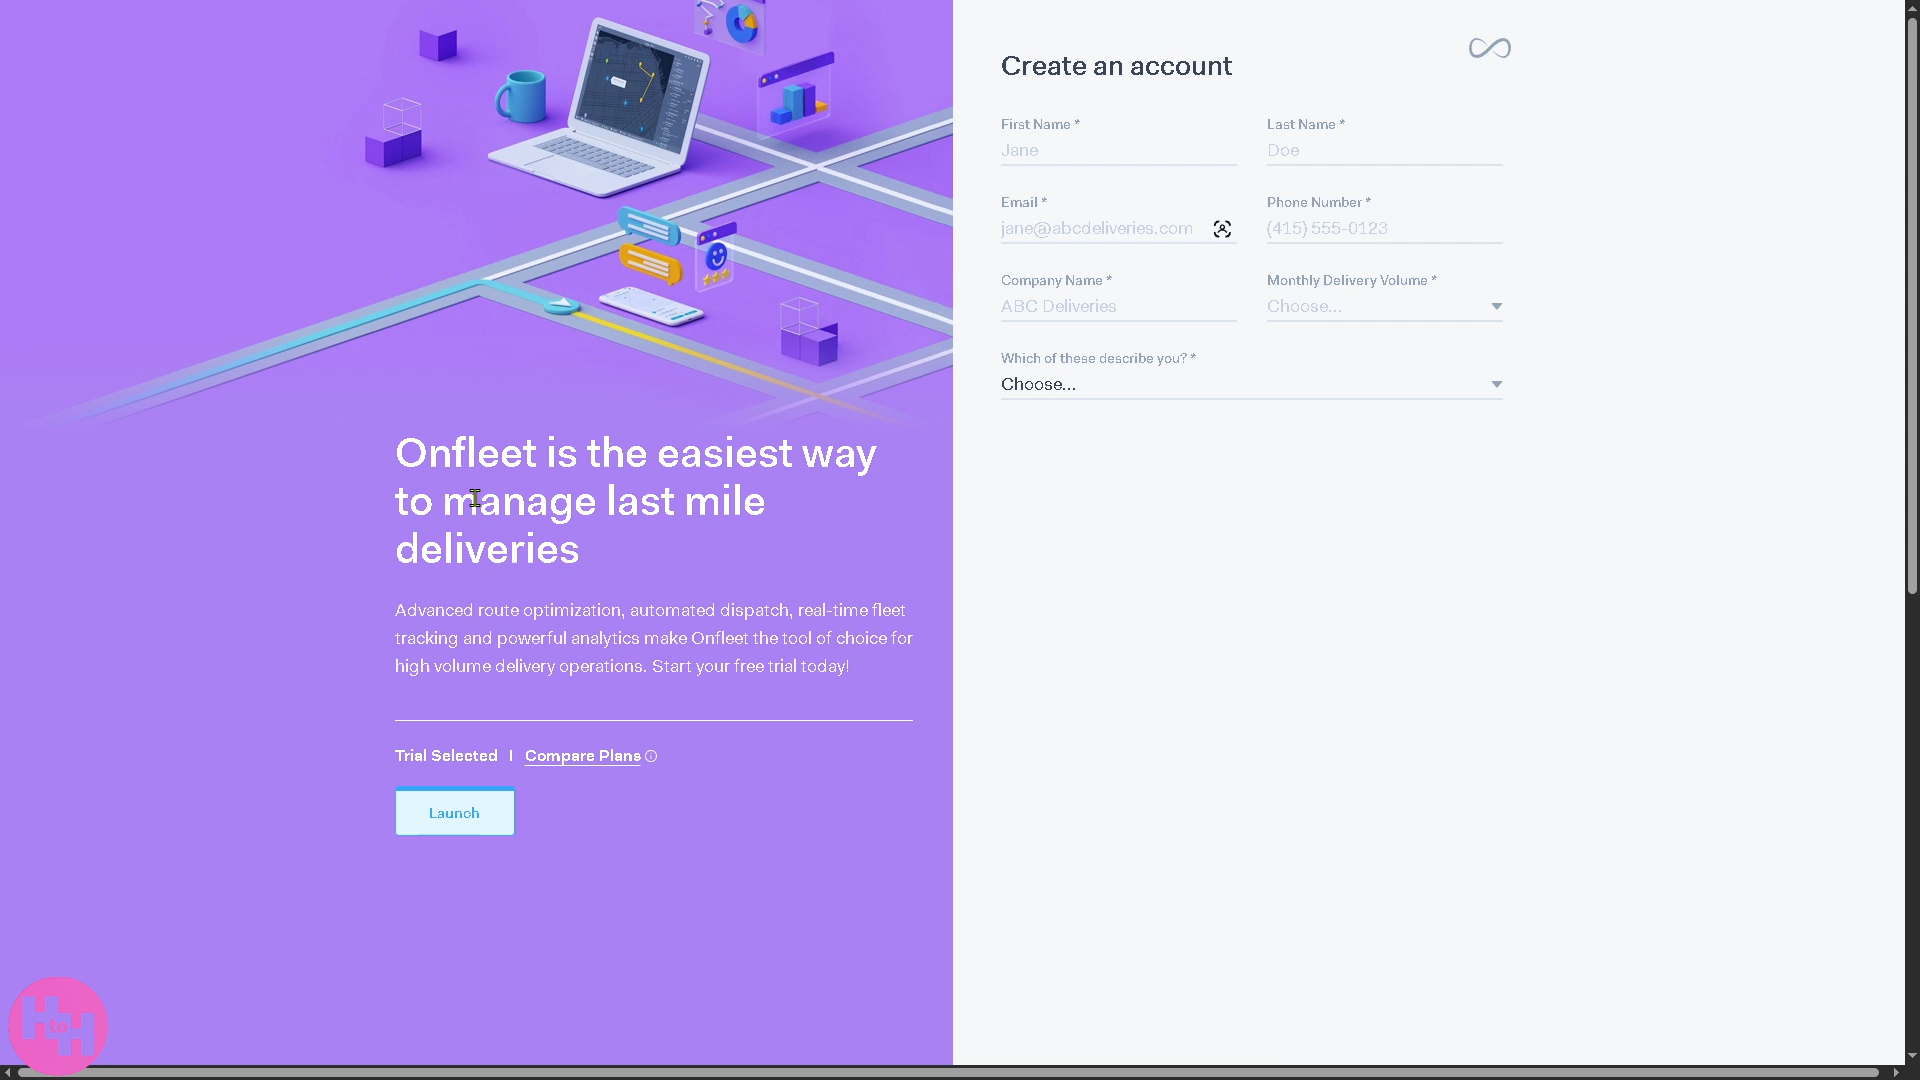 Create an account
First Name *
Last Name *
Jane
Doe
Email *
Phone Number *
jane@abcdeliveries.com
(415) 555-0123
Company Name *
Monthly Delivery Volume *
ABC Deliveries
Choose...
Which of these describe you? *
Choose...
Onfleet is the easiest way
to manage last mile
deliveries
Advanced route optimization, automated dispatch, real-time fleet
tracking and powerful analytics make Onfleet the tool of choice for
high volume delivery operations. Start your free trial today!
Trial Selected | Compare Plans
Launch
H to H